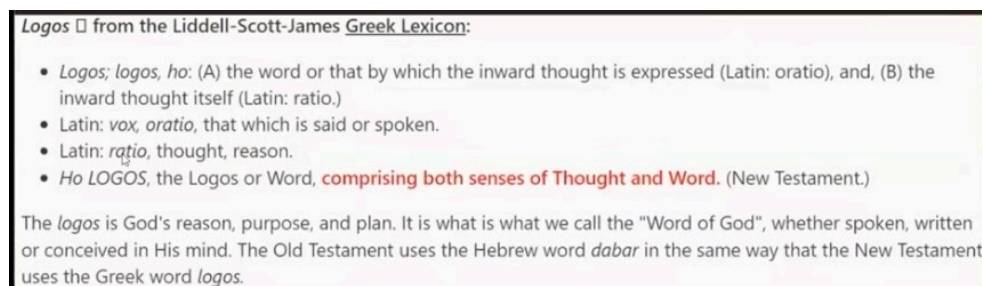 Logos ▯ from the Liddell-Scott-James Greek Lexicon:
• Logos; logos, ho: (A) the word or that by which the inward thought is expressed (Latin: oratio), and, (B) the
inward thought itself (Latin: ratio.)
• Latin: vox, oratio, that which is said or spoken.
• Latin: ratio, thought, reason.
• Ho LOGOS, the Logos or Word, comprising both senses of Thought and Word. (New Testament.)
The logos is God's reason, purpose, and plan. It is what is what we call the "Word of God", whether spoken, written
or conceived in His mind. The Old Testament uses the Hebrew word dabar in the same way that the New Testament
uses the Greek word logos.